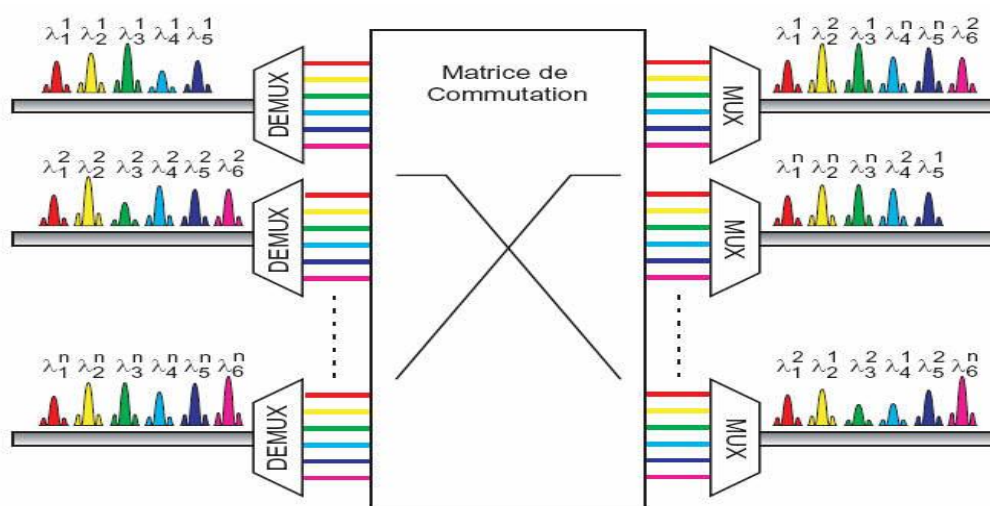 λ₁¹ λ₂¹ λ₃¹ λ₄¹ λ₅¹
DEMUX
Matrice de
Commutation
MUX
λ₁¹ λ₂² λ₃¹ λ₄ⁿ λ₅ⁿ λ₆²
λ₁² λ₂² λ₃² λ₄² λ₅² λ₆²
DEMUX
MUX
λ₁ⁿ λ₂ⁿ λ₃ⁿ λ₄² λ₅¹
λ₁ⁿ λ₂ⁿ λ₃ⁿ λ₄ⁿ λ₅ⁿ λ₆ⁿ
DEMUX
MUX
λ₁² λ₂¹ λ₃² λ₄¹ λ₅² λ₆ⁿ